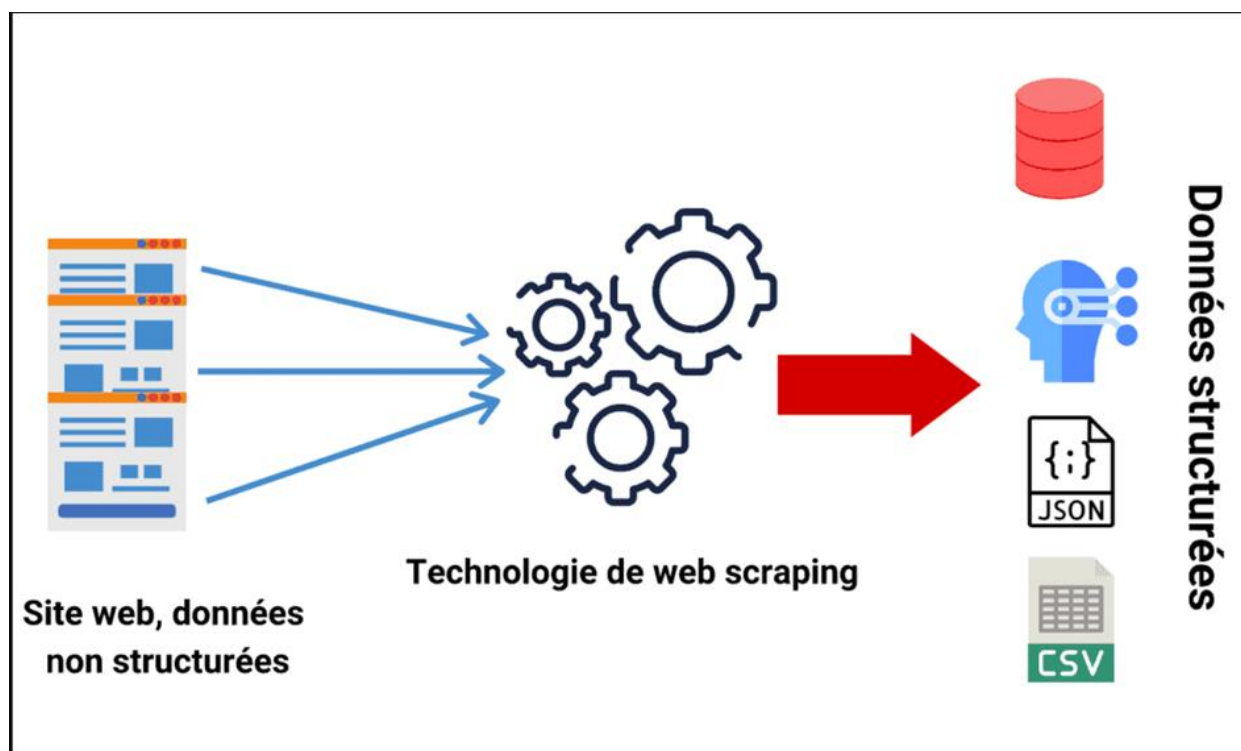 Site web, données
non structurées
Technologie de web scraping
{;}
JSON
CSV
Données structurées